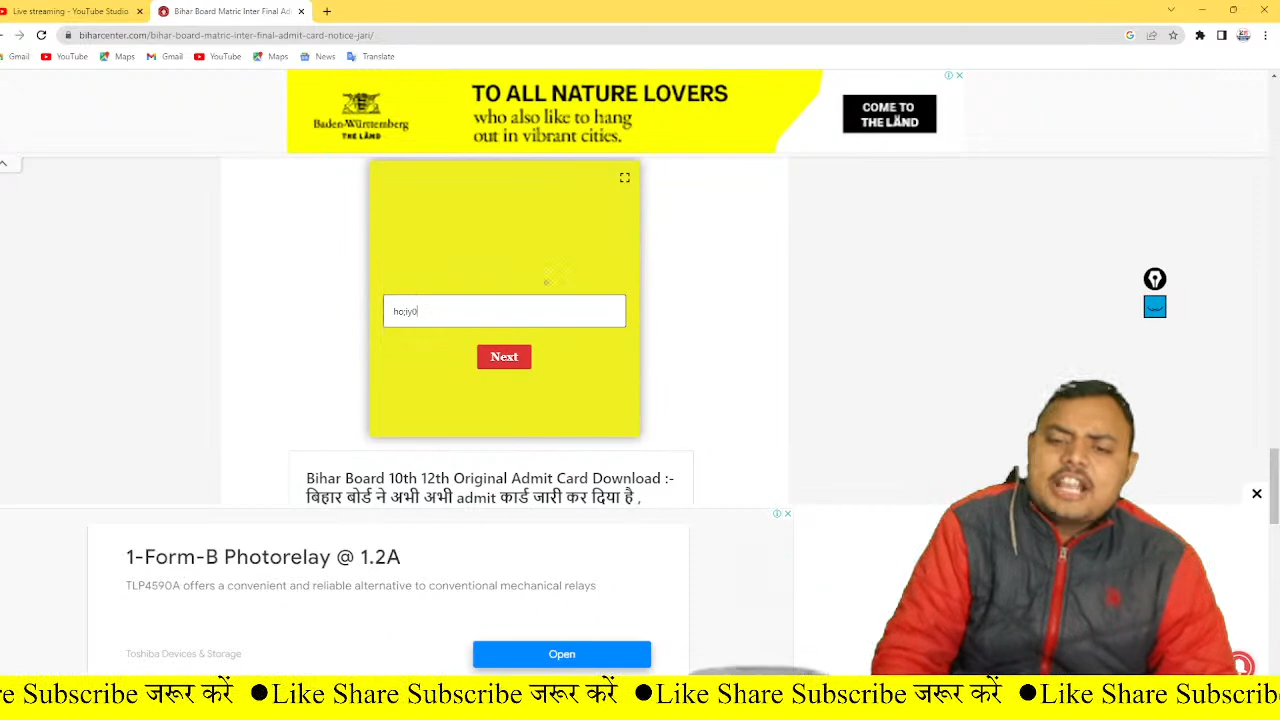 Live streaming - YouTube Studio
Bihar Board Matric Inter Final Adm
biharcenter.com/bihar-board-matric-inter-final-admit-card-notice-jari/
Gmail YouTube Maps Gmail YouTube Maps News Translate
Baden-Württemberg
THE LÄND
TO ALL NATURE LOVERS
who also like to hang
out in vibrant cities.
COME TO
THE LÄND
ho;iy0
Next
Bihar Board 10th 12th Original Admit Card Download :-
बिहार बोर्ड ने अभी अभी admit कार्ड जारी कर दिया है ,
1-Form-B Photorelay @ 1.2A
TLP4590A offers a convenient and reliable alternative to conventional mechanical relays
Toshiba Devices & Storage
Open
re Subscribe जरूर करें ●Like Share Subscribe जरूर करें ●Like Share Subscribe जरूर करें ●Like Share Subscrib